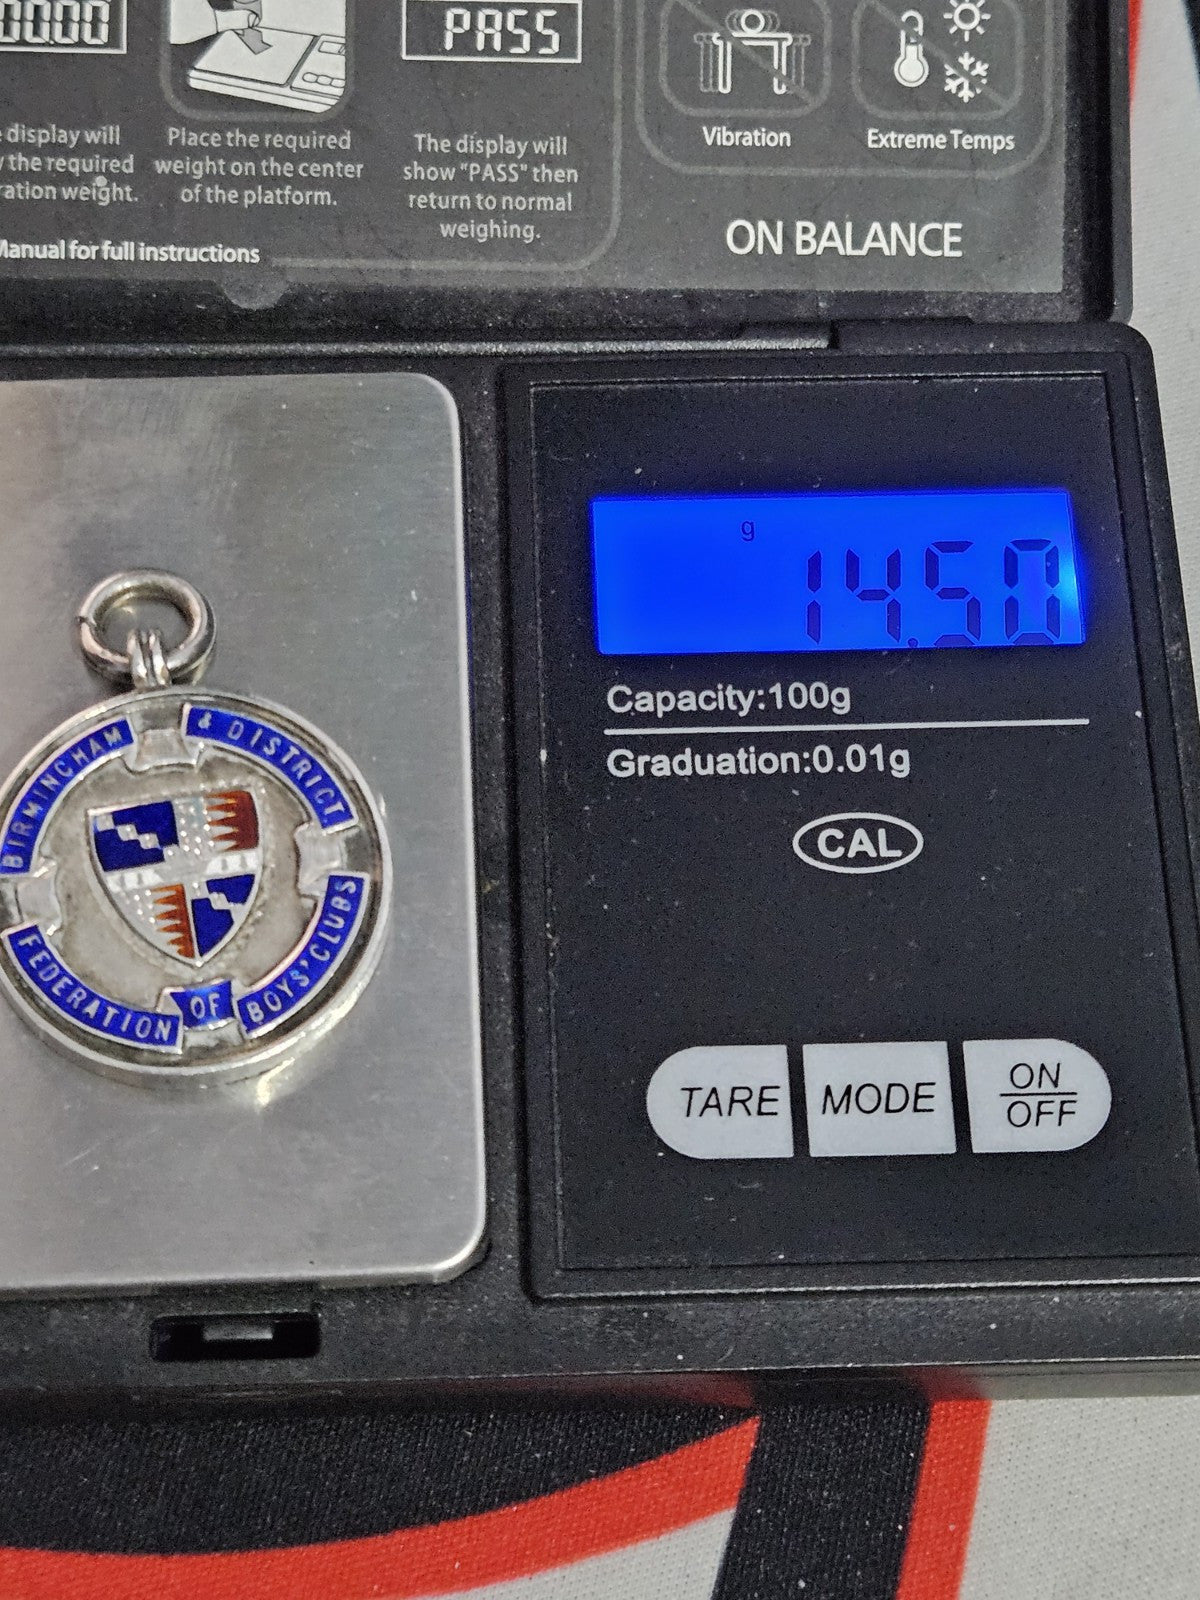 00.00
PASS
display will
the required
ration weight.
Place the required
weight on the center
of the platform.
The display will
show "PASS" then
return to normal
weighing.
Vibration
Extreme Temps
Manual for full instructions
ON BALANCE
g
14.50
Capacity:100g
Graduation:0.01g
CAL
TARE
MODE
ON
OFF
BIRMINGHAM
& DISTRICT
FEDERATION
OF
BOYS' CLUBS